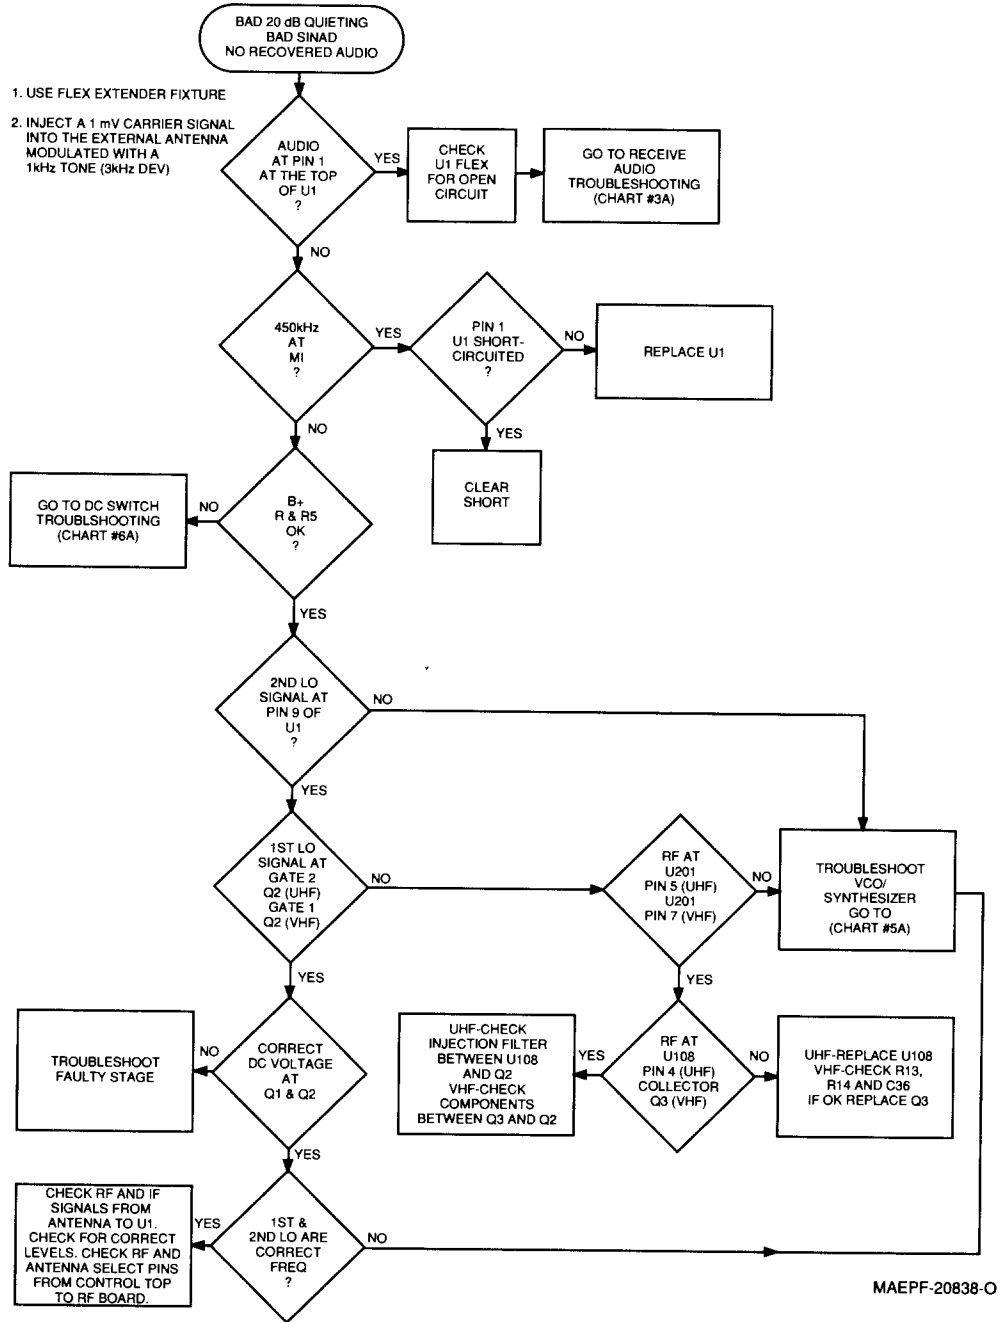 BAD 20 dB QUIETING
BAD SINAD
NO RECOVERED AUDIO
1. USE FLEX EXTENDER FIXTURE
2. INJECT A 1 mV CARRIER SIGNAL
INTO THE EXTERNAL ANTENNA
MODULATED WITH A
1kHz TONE (3kHz DEV)
AUDIO
AT PIN 1
AT THE TOP
OF U1
?
YES
CHECK
U1 FLEX
FOR OPEN
CIRCUIT
GO TO RECEIVE
AUDIO
TROUBLESHOOTING
(CHART #3A)
NO
450kHz
AT
MI
?
YES
PIN 1
U1 SHORT-
CIRCUITED
?
NO
REPLACE U1
YES
CLEAR
SHORT
NO
B+
R & R5
OK
?
NO
GO TO DC SWITCH
TROUBLSHOOTING
(CHART #6A)
YES
2ND LO
SIGNAL AT
PIN 9 OF
U1
?
NO
YES
1ST LO
SIGNAL AT
GATE 2
Q2 (UHF)
GATE 1
Q2 (VHF)
NO
RF AT
U201
PIN 5 (UHF)
U201
PIN 7 (VHF)
NO
TROUBLESHOOT
VCO/
SYNTHESIZER
GO TO
(CHART #5A)
YES
YES
TROUBLESHOOT
FAULTY STAGE
NO
CORRECT
DC VOLTAGE
AT
Q1 & Q2
UHF-CHECK
INJECTION FILTER
BETWEEN U108
AND Q2
VHF-CHECK
COMPONENTS
BETWEEN Q3 AND Q2
YES
RF AT
U108
PIN 4 (UHF)
COLLECTOR
Q3 (VHF)
NO
UHF-REPLACE U108
VHF-CHECK R13,
R14 AND C36
IF OK REPLACE Q3
YES
CHECK RF AND IF
SIGNALS FROM
ANTENNA TO U1.
CHECK FOR CORRECT
LEVELS. CHECK RF AND
ANTENNA SELECT PINS
FROM CONTROL TOP
TO RF BOARD.
YES
1ST &
2ND LO ARE
CORRECT
FREQ
?
NO
MAEPF-20838-O